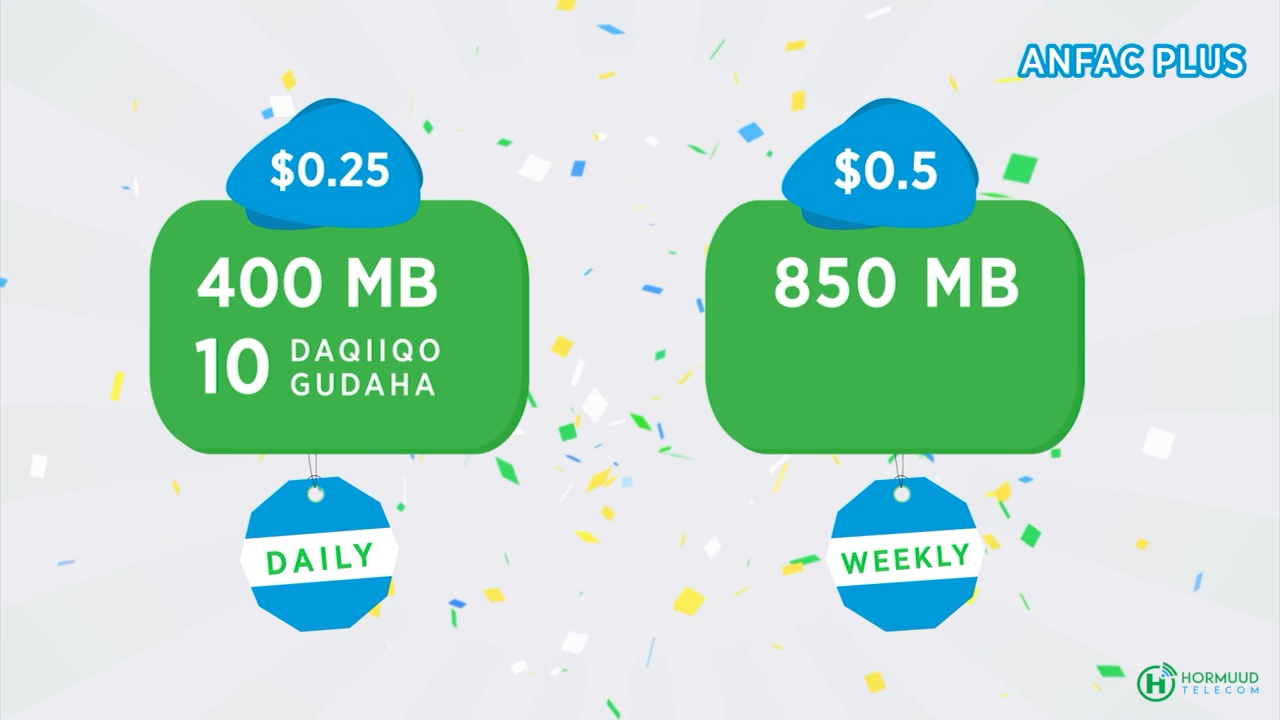 ANFAC PLUS
$0.25
400 MB
10 DAQIIQO
GUDAHA
DAILY
$0.5
850 MB
WEEKLY
HORMUUD
TELECOM